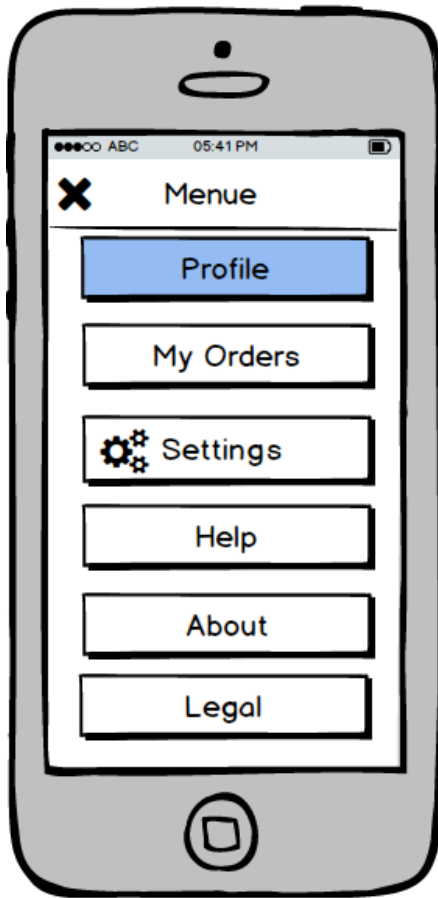 ABC 05:41 PM
Menue
Profile
My Orders
Settings
Help
About
Legal